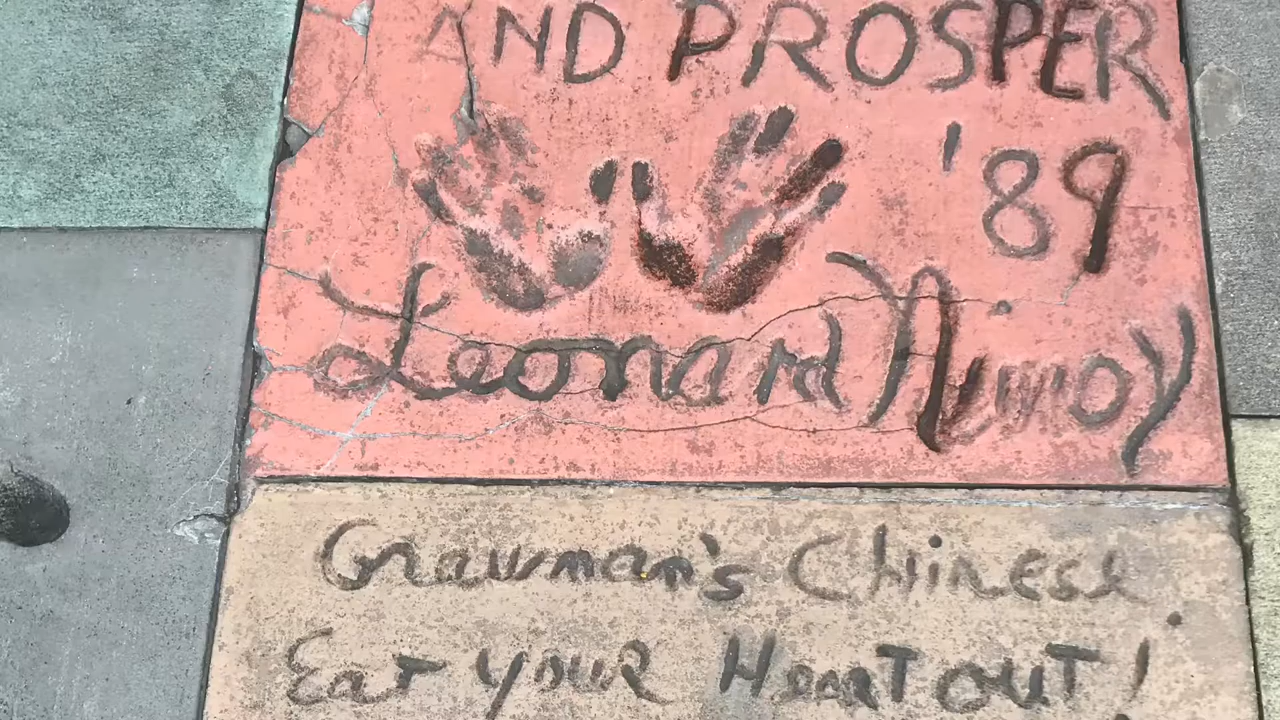 AND PROSPER
'89
Leonard Nimoy
Grauman's Chinese
Eat your Heart out!